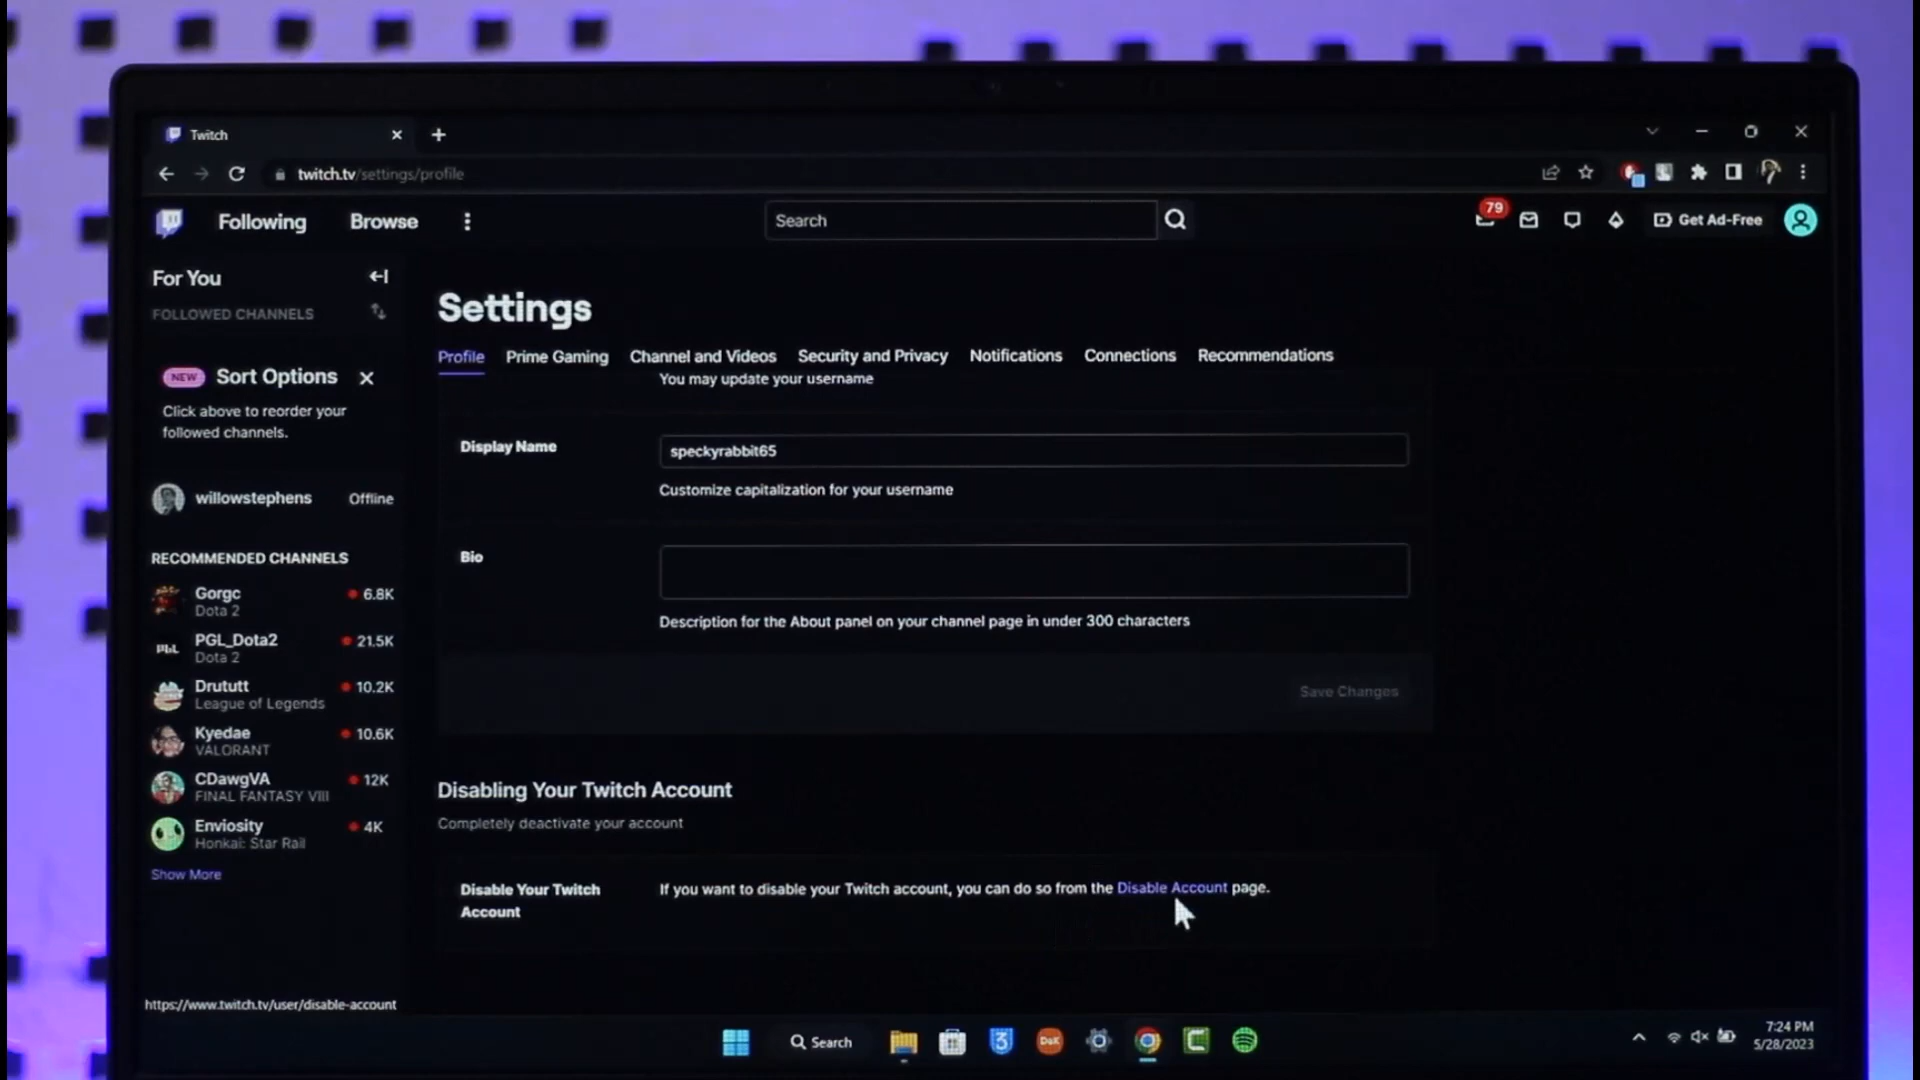 Twitch
twitch.tv/settings/profile
Following
Browse
Search
79
Get Ad-Free
For You
FOLLOWED CHANNELS
NEW Sort Options
Click above to reorder your
followed channels.
willowstephens Offline
RECOMMENDED CHANNELS
Gorgc 6.8K
Dota 2
PGL_Dota2 21.5K
Dota 2
Drututt 10.2K
League of Legends
Kyedae 10.6K
VALORANT
CDawgVA 12K
FINAL FANTASY VIII
Enviosity 4K
Honkai: Star Rail
Show More
https://www.twitch.tv/user/disable-account
Settings
Profile Prime Gaming Channel and Videos Security and Privacy Notifications Connections Recommendations
You may update your username
Display Name
speckyrabbit65
Customize capitalization for your username
Bio
Description for the About panel on your channel page in under 300 characters
Save Changes
Disabling Your Twitch Account
Completely deactivate your account
Disable Your Twitch
Account
If you want to disable your Twitch account, you can do so from the Disable Account page.
Search
7:24 PM
5/28/2023